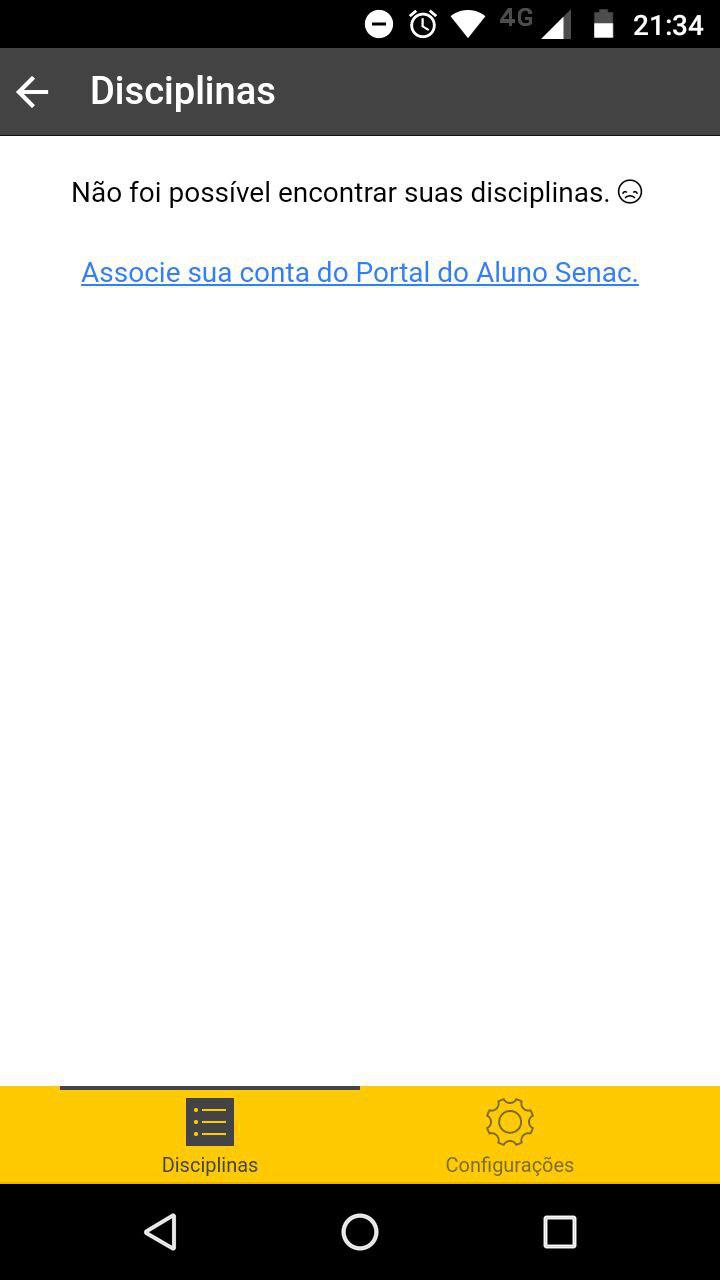 4G 21:34
Disciplinas
Não foi possível encontrar suas disciplinas. 😞
Associe sua conta do Portal do Aluno Senac.
Disciplinas Configurações